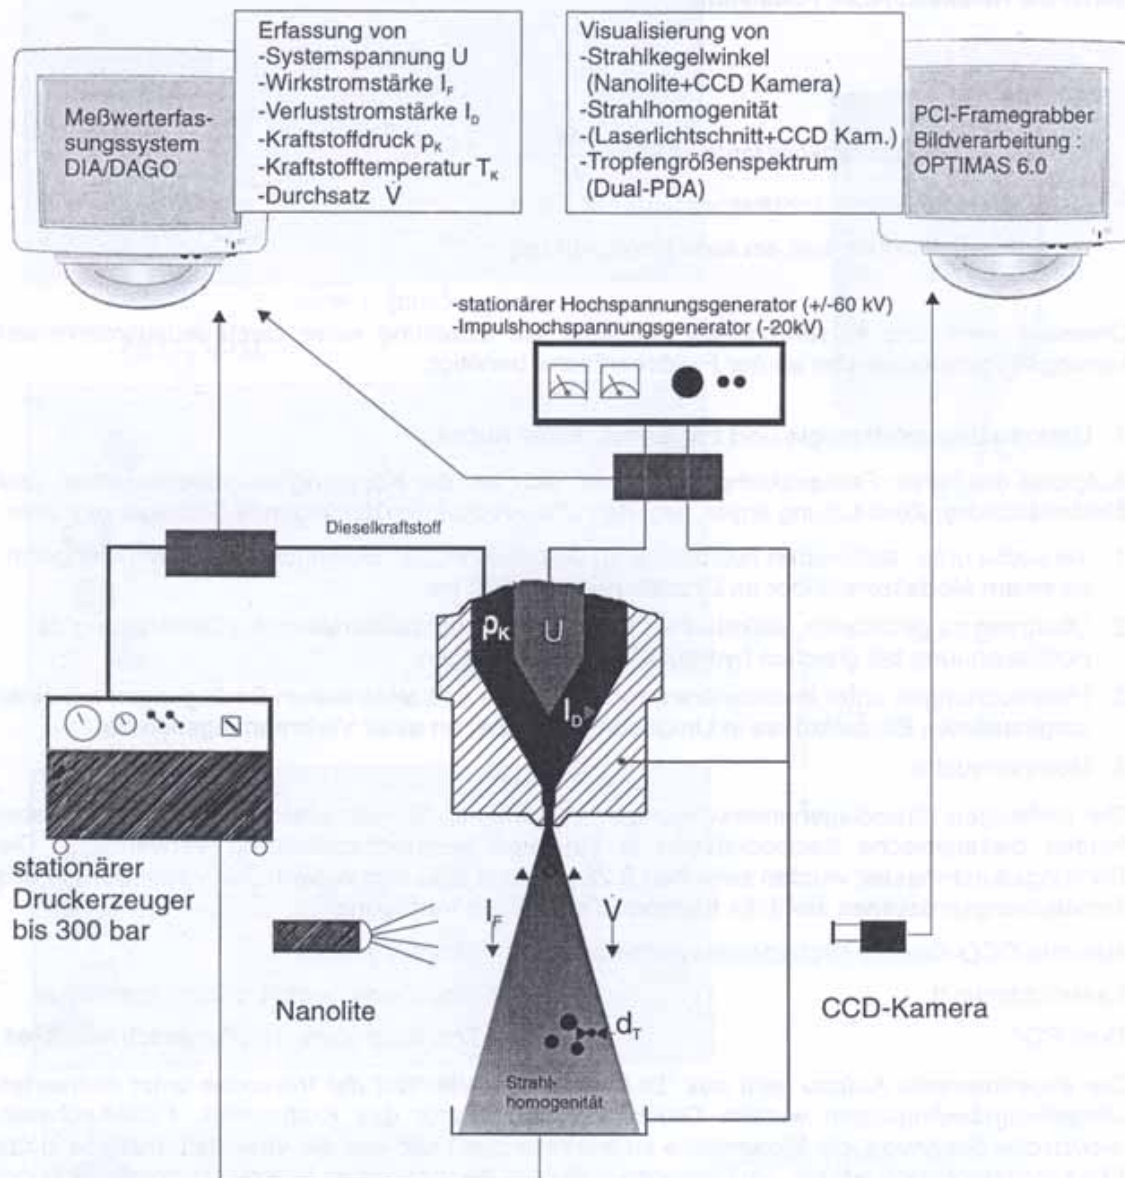 Erfassung von
-Systemspannung U
-Wirkstromstärke I_F
-Verluststromstärke I_D
-Kraftstoffdruck p_K
-Kraftstofftemperatur T_K
-Durchsatz V̇
Visualisierung von
-Strahlkegelwinkel
(Nanolite+CCD Kamera)
-Strahlhomogenität
-(Laserlichtschnitt+CCD Kam.)
-Tropfengrößenspektrum
(Dual-PDA)
Meßwerterfas-
sungssystem
DIA/DAGO
PCI-Framegrabber
Bildverarbeitung :
OPTIMAS 6.0
-stationärer Hochspannungsgenerator (+/-60 kV)
-Impulshochspannungsgenerator (-20kV)
Dieselkraftstoff
p_K
U
I_D
stationärer
Druckerzeuger
bis 300 bar
I_F
V̇
Nanolite
CCD-Kamera
d_T
Strahl-
homogenität